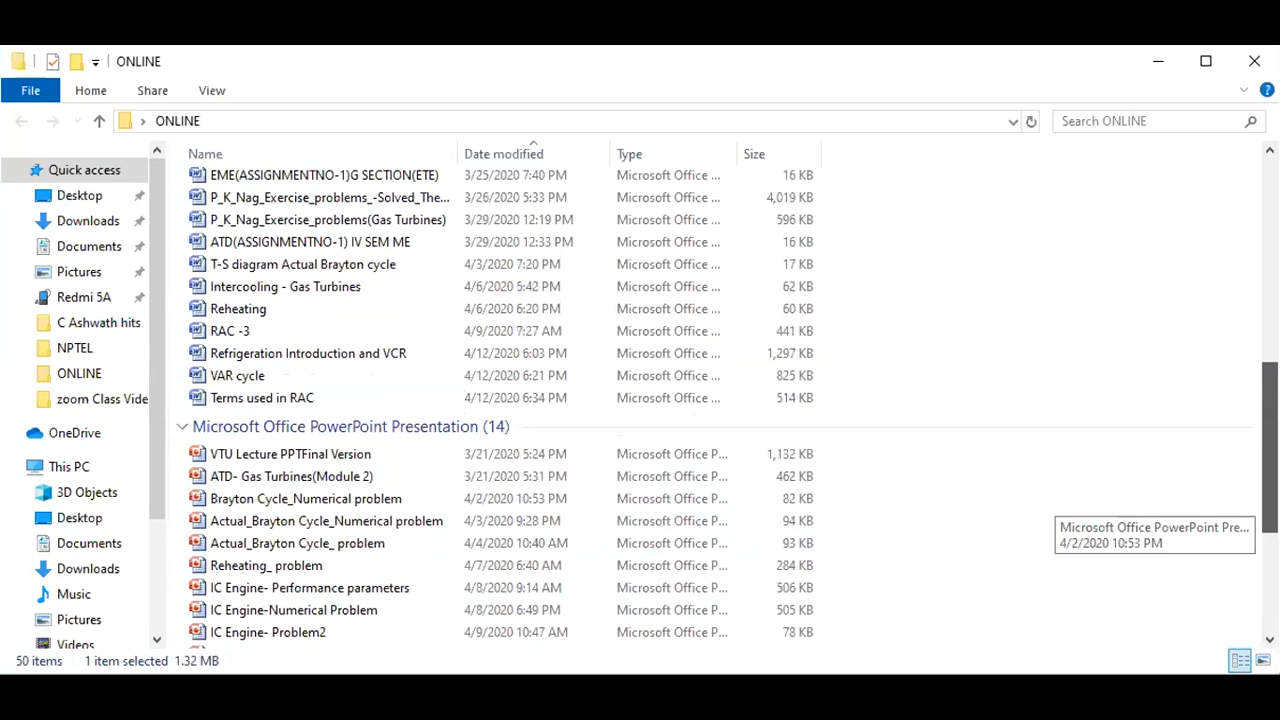 ONLINE
File Home Share View
ONLINE Search ONLINE
Name Date modified Type Size
Quick access
Desktop
Downloads
Documents
Pictures
Redmi 5A
C Ashwath hits
NPTEL
ONLINE
zoom Class Vide
OneDrive
This PC
3D Objects
Desktop
Documents
Downloads
Music
Pictures
Videos
EME(ASSIGNMENTNO-1)G SECTION(ETE) 3/25/2020 7:40 PM Microsoft Office ... 16 KB
P_K_Nag_Exercise_problems_-Solved_The... 3/26/2020 5:33 PM Microsoft Office ... 4,019 KB
P_K_Nag_Exercise_problems(Gas Turbines) 3/29/2020 12:19 PM Microsoft Office ... 596 KB
ATD(ASSIGNMENTNO-1) IV SEM ME 3/29/2020 12:33 PM Microsoft Office ... 16 KB
T-S diagram Actual Brayton cycle 4/3/2020 7:20 PM Microsoft Office ... 17 KB
Intercooling - Gas Turbines 4/6/2020 5:42 PM Microsoft Office ... 62 KB
Reheating 4/6/2020 6:20 PM Microsoft Office ... 60 KB
RAC -3 4/9/2020 7:27 AM Microsoft Office ... 441 KB
Refrigeration Introduction and VCR 4/12/2020 6:03 PM Microsoft Office ... 1,297 KB
VAR cycle 4/12/2020 6:21 PM Microsoft Office ... 825 KB
Terms used in RAC 4/12/2020 6:34 PM Microsoft Office ... 514 KB
Microsoft Office PowerPoint Presentation (14)
VTU Lecture PPTFinal Version 3/21/2020 5:24 PM Microsoft Office P... 1,132 KB
ATD- Gas Turbines(Module 2) 3/21/2020 5:31 PM Microsoft Office P... 462 KB
Brayton Cycle_Numerical problem 4/2/2020 10:53 PM Microsoft Office P... 82 KB
Actual_Brayton Cycle_Numerical problem 4/3/2020 9:28 PM Microsoft Office P... 94 KB
Actual_Brayton Cycle_ problem 4/4/2020 10:40 AM Microsoft Office P... 93 KB
Reheating_ problem 4/7/2020 6:40 AM Microsoft Office P... 284 KB
IC Engine- Performance parameters 4/8/2020 9:14 AM Microsoft Office P... 506 KB
IC Engine-Numerical Problem 4/8/2020 6:49 PM Microsoft Office P... 505 KB
IC Engine- Problem2 4/9/2020 10:47 AM Microsoft Office P... 78 KB
Microsoft Office PowerPoint Pre...
4/2/2020 10:53 PM
50 items 1 item selected 1.32 MB